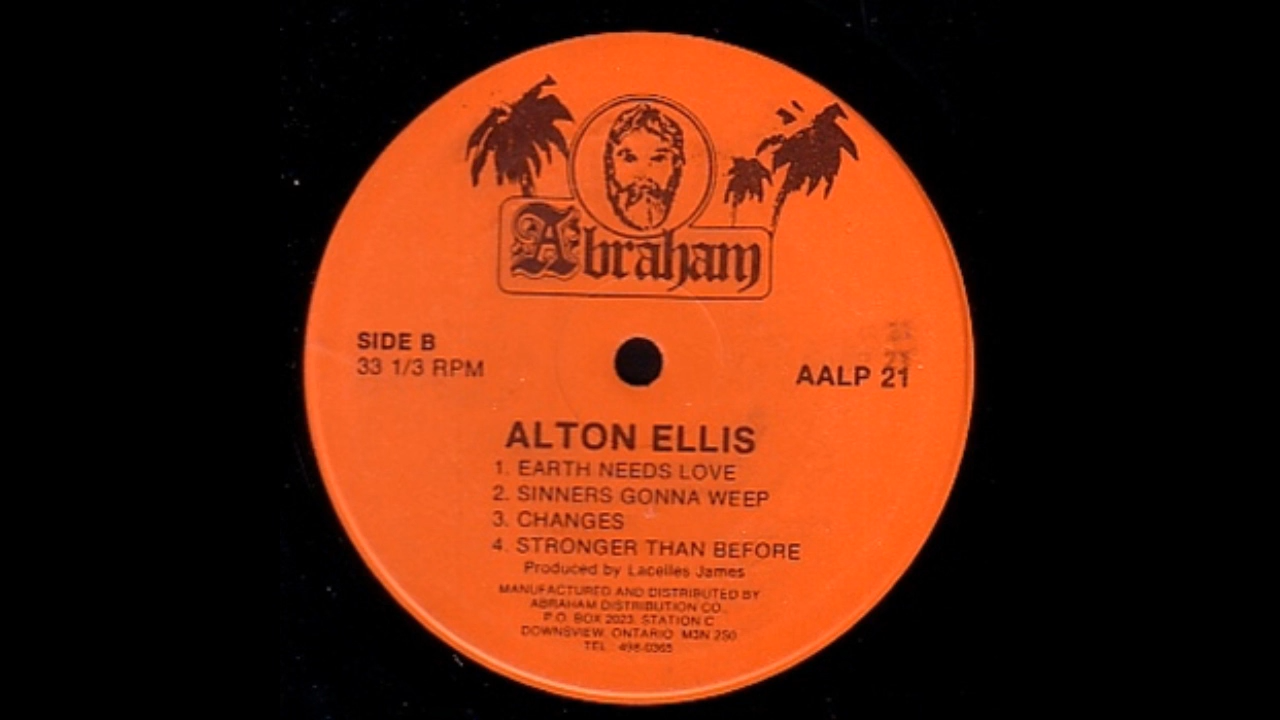 Abraham
SIDE B
33 1/3 RPM
AALP 21
ALTON ELLIS
1. EARTH NEEDS LOVE
2. SINNERS GONNA WEEP
3. CHANGES
4. STRONGER THAN BEFORE
Produced by Lacelles James
MANUFACTURED AND DISTRIBUTED BY
ABRAHAM DISTRIBUTION CO.,
P.O. BOX 2023, STATION C
DOWNSVIEW, ONTARIO M3N 2S0
TEL: 498-0365